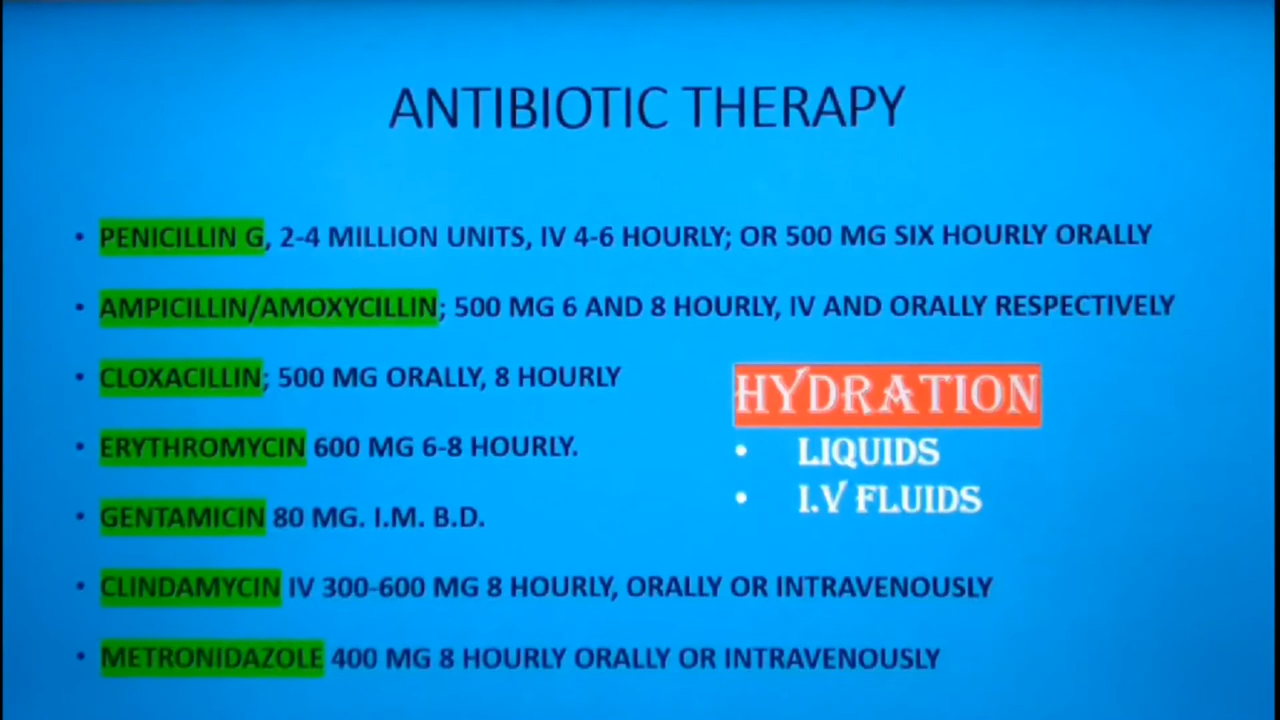 ANTIBIOTIC THERAPY
• PENICILLIN G, 2-4 MILLION UNITS, IV 4-6 HOURLY; OR 500 MG SIX HOURLY ORALLY
• AMPICILLIN/AMOXYCILLIN; 500 MG 6 AND 8 HOURLY, IV AND ORALLY RESPECTIVELY
• CLOXACILLIN; 500 MG ORALLY, 8 HOURLY
• ERYTHROMYCIN 600 MG 6-8 HOURLY.
• GENTAMICIN 80 MG. I.M. B.D.
• CLINDAMYCIN IV 300-600 MG 8 HOURLY, ORALLY OR INTRAVENOUSLY
• METRONIDAZOLE 400 MG 8 HOURLY ORALLY OR INTRAVENOUSLY
HYDRATION
• LIQUIDS
• I.V FLUIDS